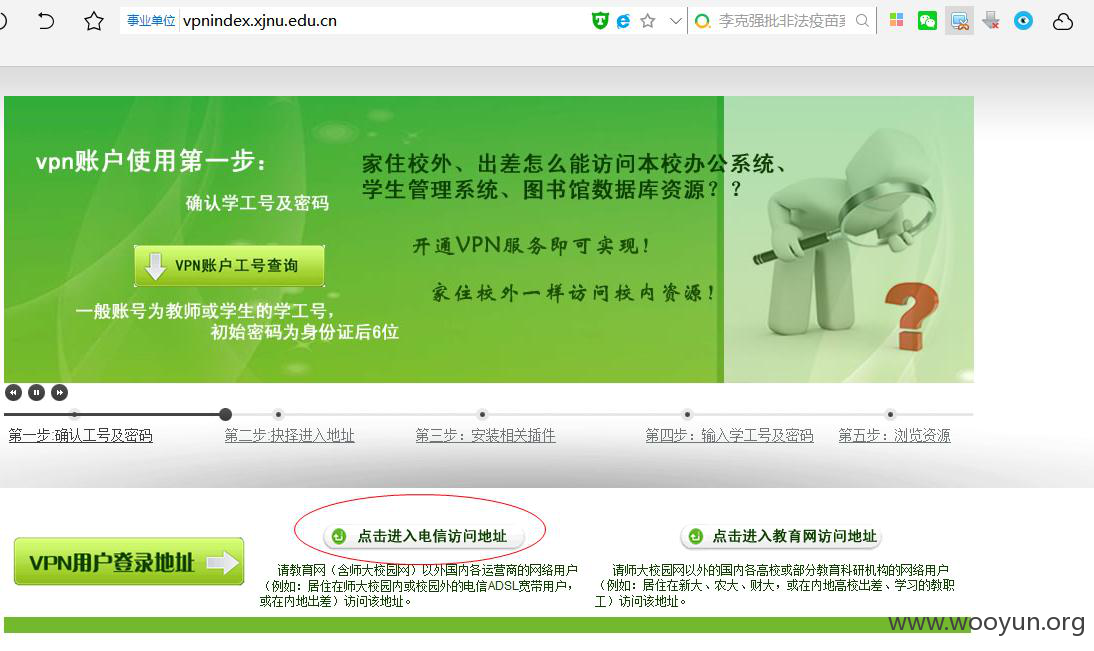 事业单位 vpnindex.xjnu.edu.cn
李克强批非法疫苗案
vpn账户使用第一步：
确认学工号及密码
VPN账户工号查询
一般账号为教师或学生的学工号，
初始密码为身份证后6位
家住校外、出差怎么能访问本校办公系统、
学生管理系统、图书馆数据库资源？？
开通VPN服务即可实现！
家住校外一样访问校内资源！
第一步:确认工号及密码
第二步:抉择进入地址
第三步：安装相关插件
第四步：输入学工号及密码
第五步：浏览资源
VPN用户登录地址
点击进入电信访问地址
请教育网（含师大校园网）以外国内各运营商的网络用户
（例如：居住在师大校园内或校园外的电信ADSL宽带用户，
或在内地出差）访问该地址。
点击进入教育网访问地址
请师大校园网以外的国内各高校或部分教育科研机构的网络用户
（例如：居住在新大、农大、财大，或在内地高校出差、学习的教职
工）访问该地址。
www.wooyun.org